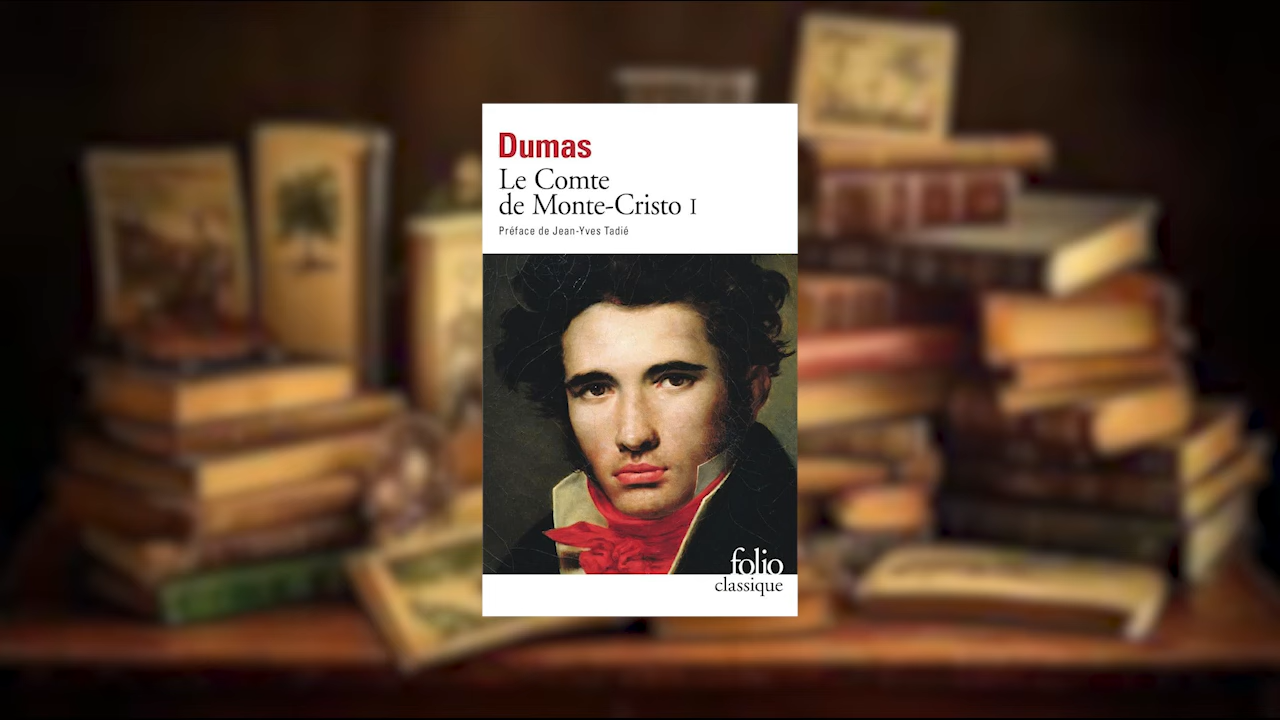 Dumas
Le Comte
de Monte-Cristo I
Préface de Jean-Yves Tadié
folio
classique